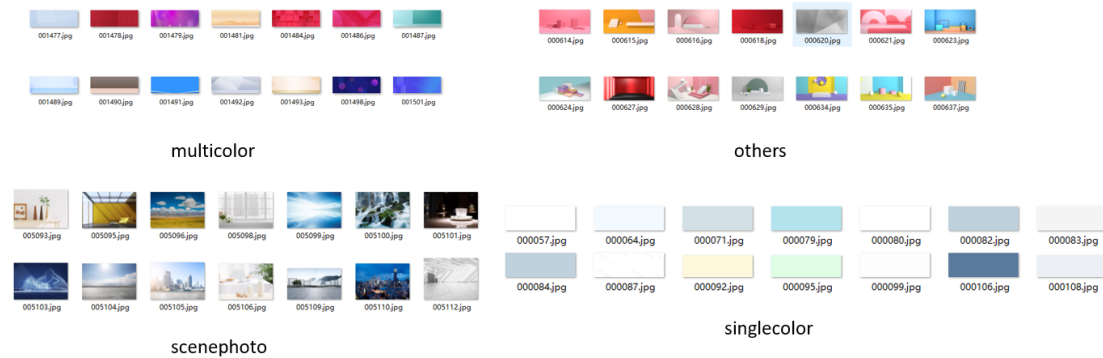 001477.jpg 001478.jpg 001479.jpg 001481.jpg 001484.jpg 001486.jpg 001487.jpg
001489.jpg 001490.jpg 001491.jpg 001492.jpg 001493.jpg 001498.jpg 001501.jpg
multicolor
000614.jpg 000615.jpg 000616.jpg 000618.jpg 000620.jpg 000621.jpg 000623.jpg
000624.jpg 000627.jpg 000628.jpg 000629.jpg 000634.jpg 000635.jpg 000637.jpg
others
005093.jpg 005095.jpg 005096.jpg 005098.jpg 005099.jpg 005100.jpg 005101.jpg
005103.jpg 005104.jpg 005105.jpg 005106.jpg 005109.jpg 005110.jpg 005112.jpg
scenephoto
000057.jpg 000064.jpg 000071.jpg 000079.jpg 000080.jpg 000082.jpg 000083.jpg
000084.jpg 000087.jpg 000092.jpg 000095.jpg 000099.jpg 000106.jpg 000108.jpg
singlecolor